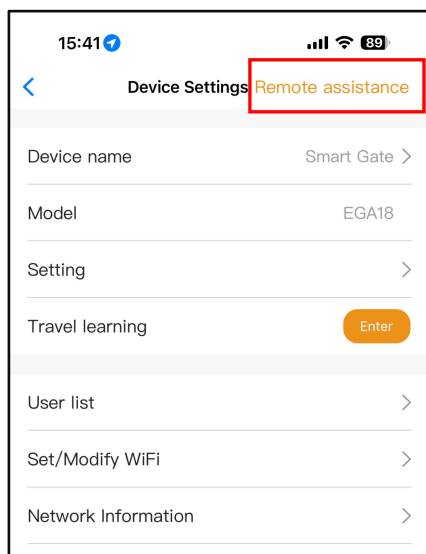 15:41 89
Device Settings Remote assistance
Device name Smart Gate
Model EGA18
Setting
Travel learning Enter
User list
Set/Modify WiFi
Network Information